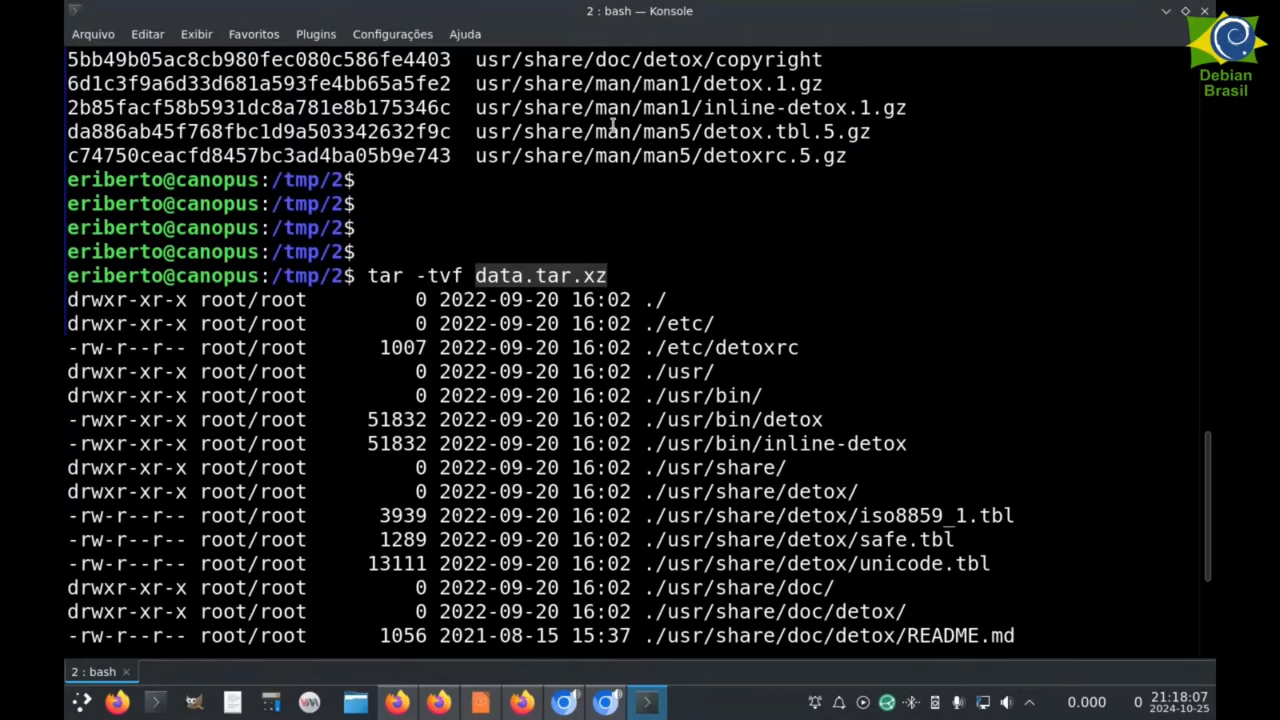 2 : bash — Konsole
Arquivo Editar Exibir Favoritos Plugins Configurações Ajuda
Debian
Brasil
5bb49b05ac8cb980fec080c586fe4403  usr/share/doc/detox/copyright
6d1c3f9a6d33d681a593fe4bb65a5fe2  usr/share/man/man1/detox.1.gz
2b85facf58b5931dc8a781e8b175346c  usr/share/man/man1/inline-detox.1.gz
da886ab45f768fbc1d9a503342632f9c  usr/share/man/man5/detox.tbl.5.gz
c74750ceacfd8457bc3ad4ba05b9e743  usr/share/man/man5/detoxrc.5.gz
eriberto@canopus:/tmp/2$
eriberto@canopus:/tmp/2$
eriberto@canopus:/tmp/2$
eriberto@canopus:/tmp/2$
eriberto@canopus:/tmp/2$ tar -tvf data.tar.xz
drwxr-xr-x root/root         0 2022-09-20 16:02 ./
drwxr-xr-x root/root         0 2022-09-20 16:02 ./etc/
-rw-r--r-- root/root      1007 2022-09-20 16:02 ./etc/detoxrc
drwxr-xr-x root/root         0 2022-09-20 16:02 ./usr/
drwxr-xr-x root/root         0 2022-09-20 16:02 ./usr/bin/
-rwxr-xr-x root/root     51832 2022-09-20 16:02 ./usr/bin/detox
-rwxr-xr-x root/root     51832 2022-09-20 16:02 ./usr/bin/inline-detox
drwxr-xr-x root/root         0 2022-09-20 16:02 ./usr/share/
drwxr-xr-x root/root         0 2022-09-20 16:02 ./usr/share/detox/
-rw-r--r-- root/root      3939 2022-09-20 16:02 ./usr/share/detox/iso8859_1.tbl
-rw-r--r-- root/root      1289 2022-09-20 16:02 ./usr/share/detox/safe.tbl
-rw-r--r-- root/root     13111 2022-09-20 16:02 ./usr/share/detox/unicode.tbl
drwxr-xr-x root/root         0 2022-09-20 16:02 ./usr/share/doc/
drwxr-xr-x root/root         0 2022-09-20 16:02 ./usr/share/doc/detox/
-rw-r--r-- root/root      1056 2021-08-15 15:37 ./usr/share/doc/detox/README.md
2 : bash
0.000 0 21:18:07
2024-10-25